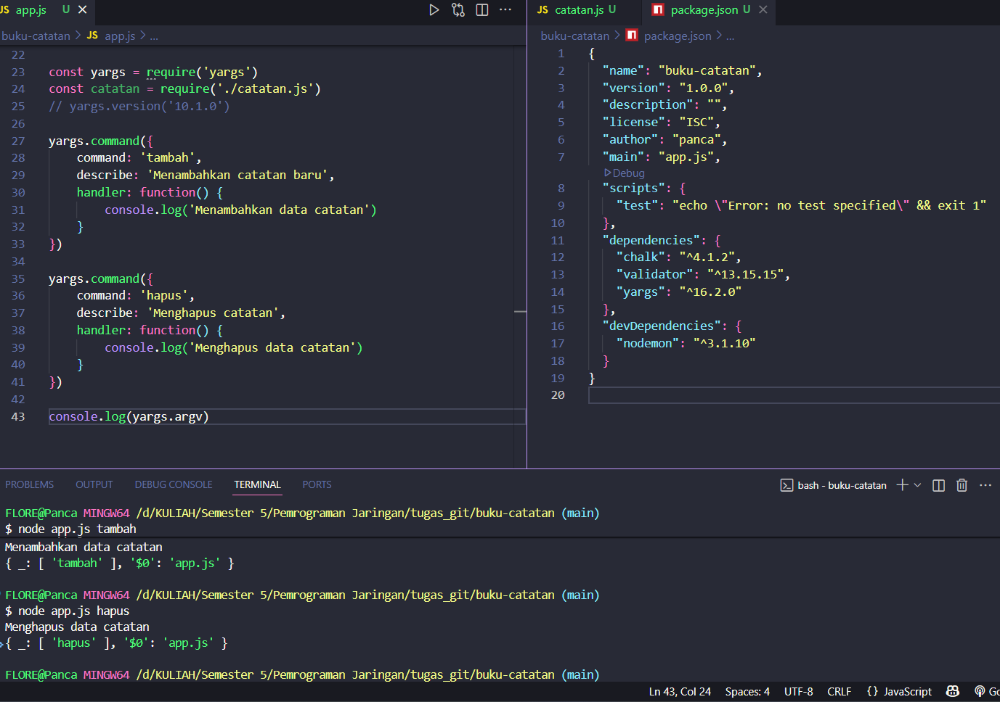 JS app.js U
buku-catatan > JS app.js > ...
22
23 const yargs = require('yargs')
24 const catatan = require('./catatan.js')
25 // yargs.version('10.1.0')
26
27 yargs.command({
28 command: 'tambah',
29 describe: 'Menambahkan catatan baru',
30 handler: function() {
31 console.log('Menambahkan data catatan')
32 }
33 })
34
35 yargs.command({
36 command: 'hapus',
37 describe: 'Menghapus catatan',
38 handler: function() {
39 console.log('Menghapus data catatan')
40 }
41 })
42
43 console.log(yargs.argv)
JS catatan.js U
package.json U
buku-catatan > package.json > ...
1 {
2 "name": "buku-catatan",
3 "version": "1.0.0",
4 "description": "",
5 "license": "ISC",
6 "author": "panca",
7 "main": "app.js",
Debug
8 "scripts": {
9 "test": "echo \"Error: no test specified\" && exit 1"
10 },
11 "dependencies": {
12 "chalk": "^4.1.2",
13 "validator": "^13.15.15",
14 "yargs": "^16.2.0"
15 },
16 "devDependencies": {
17 "nodemon": "^3.1.10"
18 }
19 }
20
PROBLEMS OUTPUT DEBUG CONSOLE TERMINAL PORTS
bash - buku-catatan
FLORE@Panca MINGW64 /d/KULIAH/Semester 5/Pemrograman Jaringan/tugas_git/buku-catatan (main)
$ node app.js tambah
Menambahkan data catatan
{ _: [ 'tambah' ], '$0': 'app.js' }
FLORE@Panca MINGW64 /d/KULIAH/Semester 5/Pemrograman Jaringan/tugas_git/buku-catatan (main)
$ node app.js hapus
Menghapus data catatan
{ _: [ 'hapus' ], '$0': 'app.js' }
FLORE@Panca MINGW64 /d/KULIAH/Semester 5/Pemrograman Jaringan/tugas_git/buku-catatan (main)
Ln 43, Col 24 Spaces: 4 UTF-8 CRLF {} JavaScript